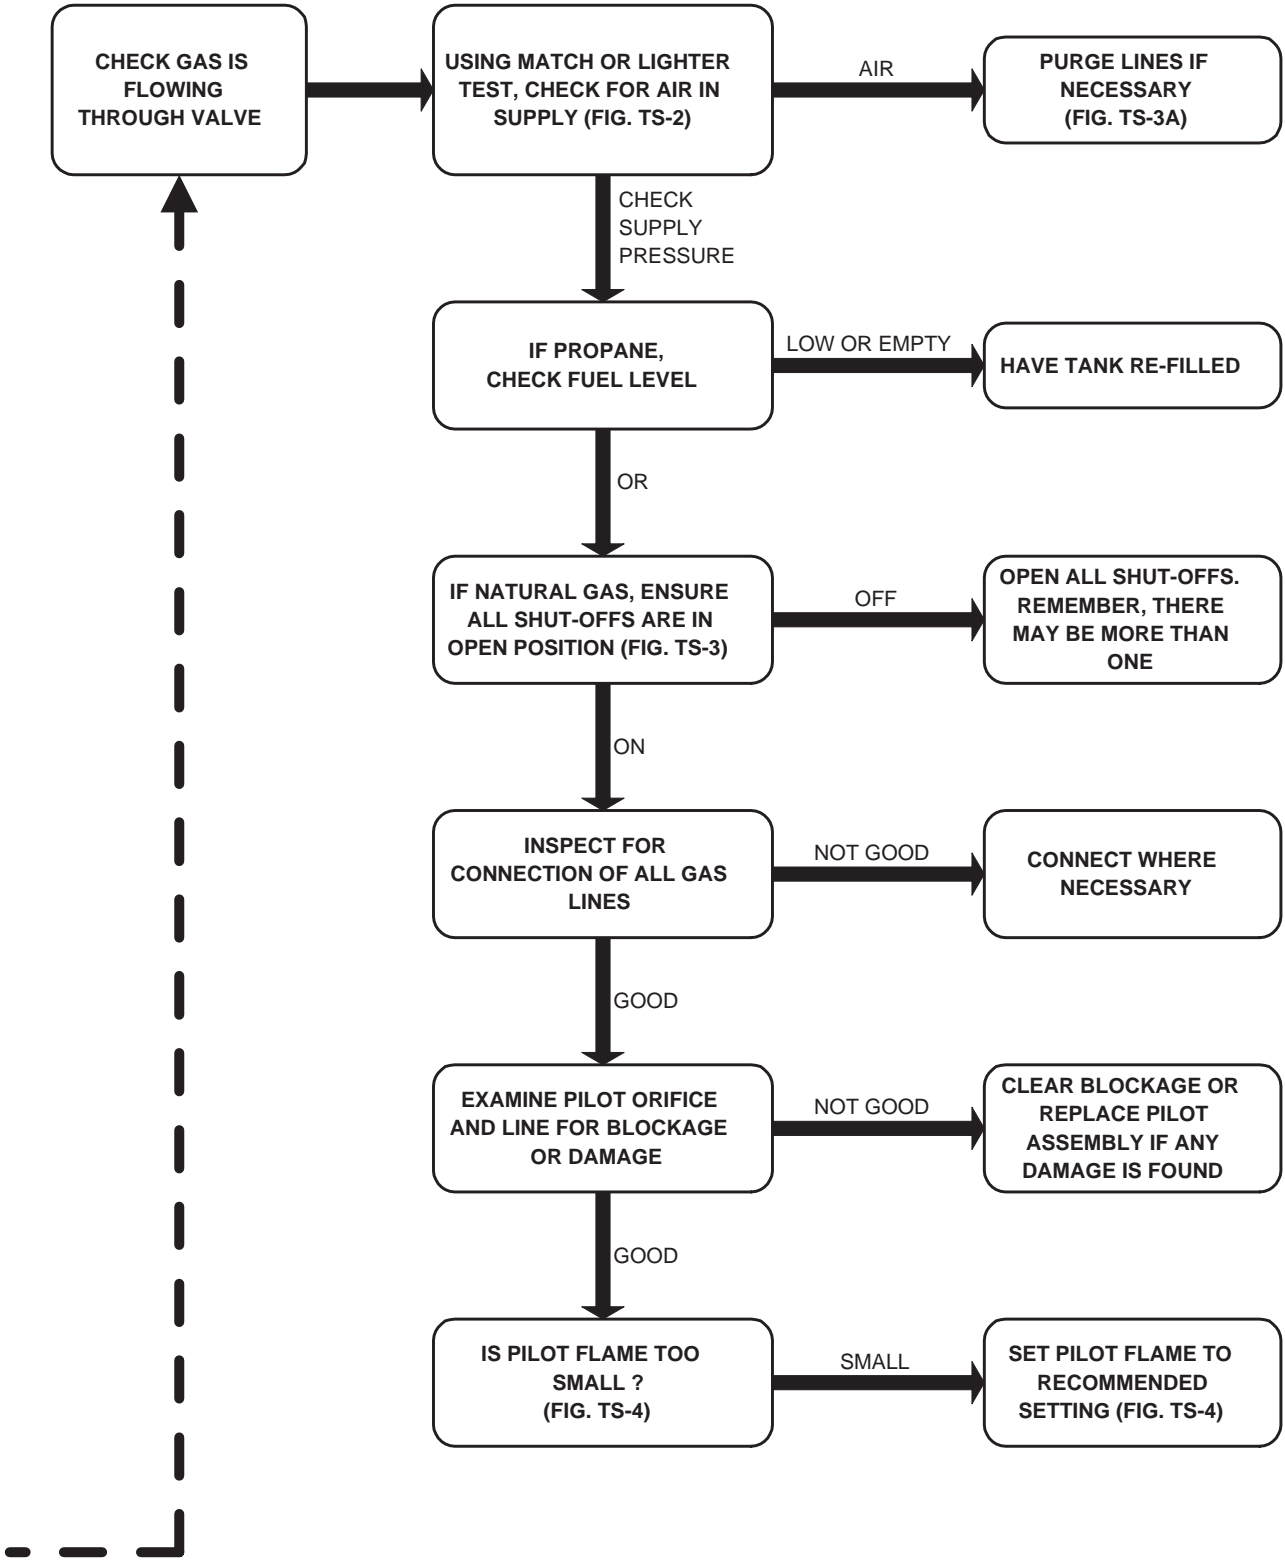 CHECK GAS IS
FLOWING
THROUGH VALVE
USING MATCH OR LIGHTER
TEST, CHECK FOR AIR IN
SUPPLY (FIG. TS-2)
AIR
PURGE LINES IF
NECESSARY
(FIG. TS-3A)
CHECK
SUPPLY
PRESSURE
IF PROPANE,
CHECK FUEL LEVEL
LOW OR EMPTY
HAVE TANK RE-FILLED
OR
IF NATURAL GAS, ENSURE
ALL SHUT-OFFS ARE IN
OPEN POSITION (FIG. TS-3)
OFF
OPEN ALL SHUT-OFFS.
REMEMBER, THERE
MAY BE MORE THAN
ONE
ON
INSPECT FOR
CONNECTION OF ALL GAS
LINES
NOT GOOD
CONNECT WHERE
NECESSARY
GOOD
EXAMINE PILOT ORIFICE
AND LINE FOR BLOCKAGE
OR DAMAGE
NOT GOOD
CLEAR BLOCKAGE OR
REPLACE PILOT
ASSEMBLY IF ANY
DAMAGE IS FOUND
GOOD
IS PILOT FLAME TOO
SMALL ?
(FIG. TS-4)
SMALL
SET PILOT FLAME TO
RECOMMENDED
SETTING (FIG. TS-4)